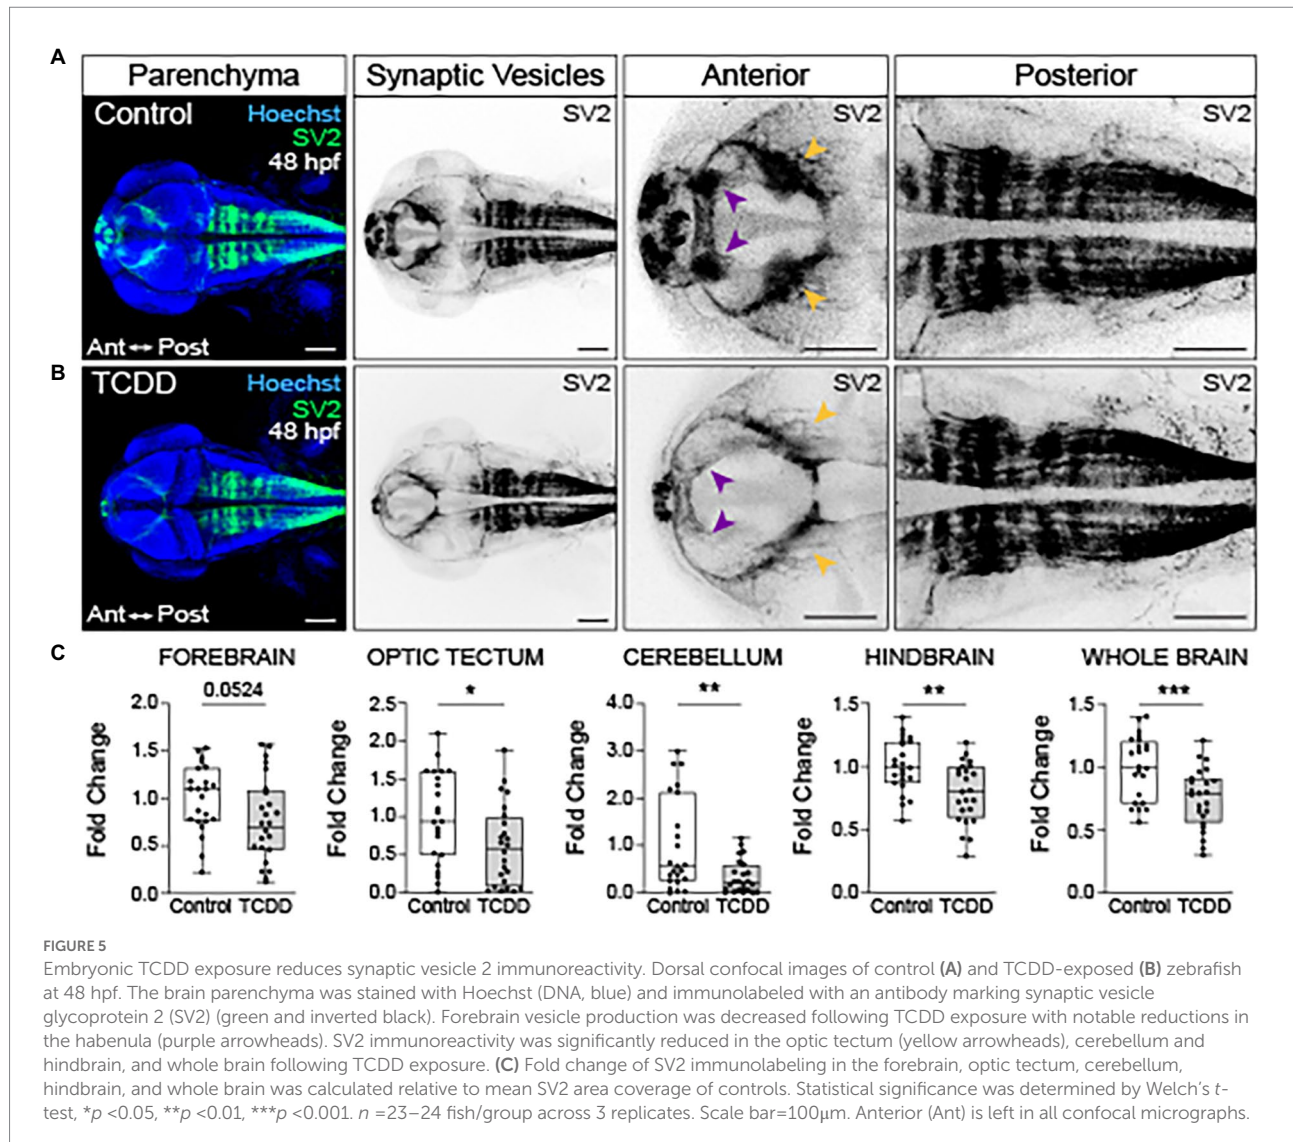 A
Parenchyma
Synaptic Vesicles
Anterior
Posterior
Control
Hoechst
SV2
48 hpf
Ant ↔ Post
SV2
SV2
SV2
B
TCDD
Hoechst
SV2
48 hpf
Ant ↔ Post
SV2
SV2
SV2
C
FOREBRAIN
0.0524
Fold Change
2.0
1.5
1.0
0.5
0.0
Control TCDD
OPTIC TECTUM
*
Fold Change
2.5
2.0
1.5
1.0
0.5
0.0
Control TCDD
CEREBELLUM
**
Fold Change
4.0
3.0
2.0
1.0
0.0
Control TCDD
HINDBRAIN
**
Fold Change
1.5
1.0
0.5
0.0
Control TCDD
WHOLE BRAIN
***
Fold Change
1.5
1.0
0.5
0.0
Control TCDD
FIGURE 5
Embryonic TCDD exposure reduces synaptic vesicle 2 immunoreactivity. Dorsal confocal images of control (A) and TCDD-exposed (B) zebrafish
at 48 hpf. The brain parenchyma was stained with Hoechst (DNA, blue) and immunolabeled with an antibody marking synaptic vesicle
glycoprotein 2 (SV2) (green and inverted black). Forebrain vesicle production was decreased following TCDD exposure with notable reductions in
the habenula (purple arrowheads). SV2 immunoreactivity was significantly reduced in the optic tectum (yellow arrowheads), cerebellum and
hindbrain, and whole brain following TCDD exposure. (C) Fold change of SV2 immunolabeling in the forebrain, optic tectum, cerebellum,
hindbrain, and whole brain was calculated relative to mean SV2 area coverage of controls. Statistical significance was determined by Welch's t-
test, *p <0.05, **p <0.01, ***p <0.001. n =23–24 fish/group across 3 replicates. Scale bar=100μm. Anterior (Ant) is left in all confocal micrographs.